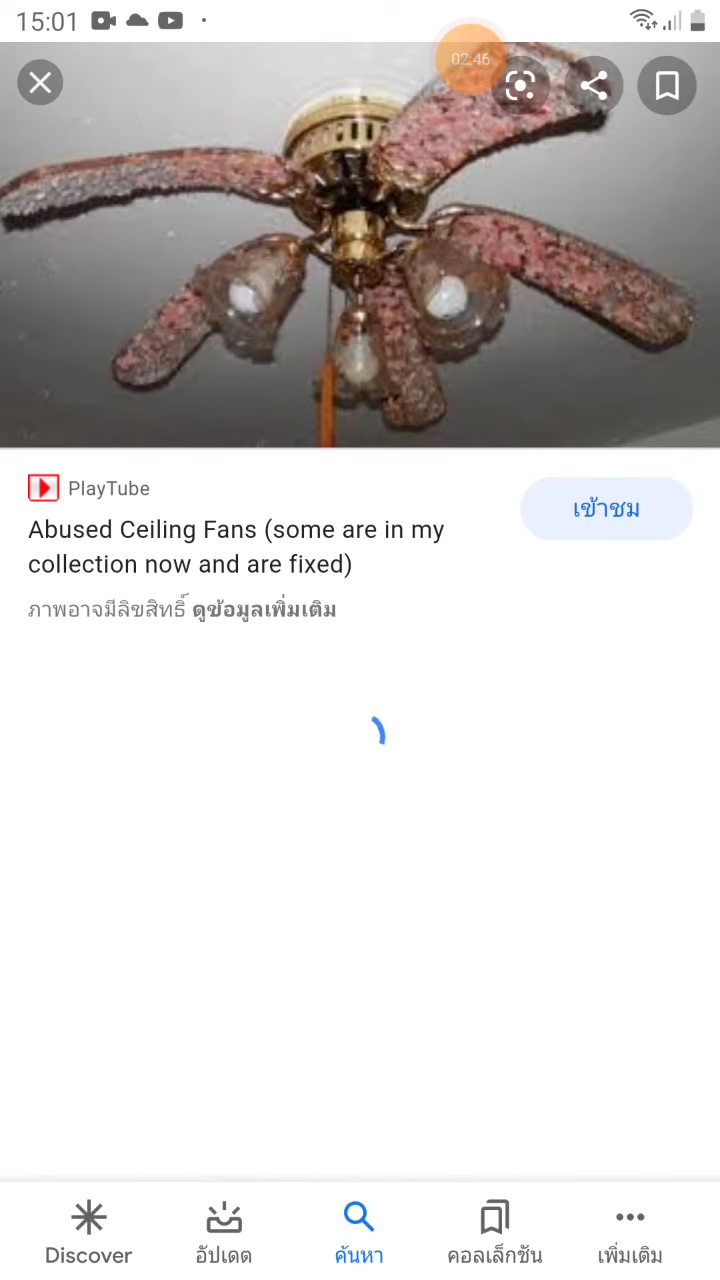 15:01
02:46
PlayTube
เข้าชม
Abused Ceiling Fans (some are in my
collection now and are fixed)
ภาพอาจมีลิขสิทธิ์ ดูข้อมูลเพิ่มเติม
Discover
อัปเดต
ค้นหา
คอลเล็กชัน
เพิ่มเติม